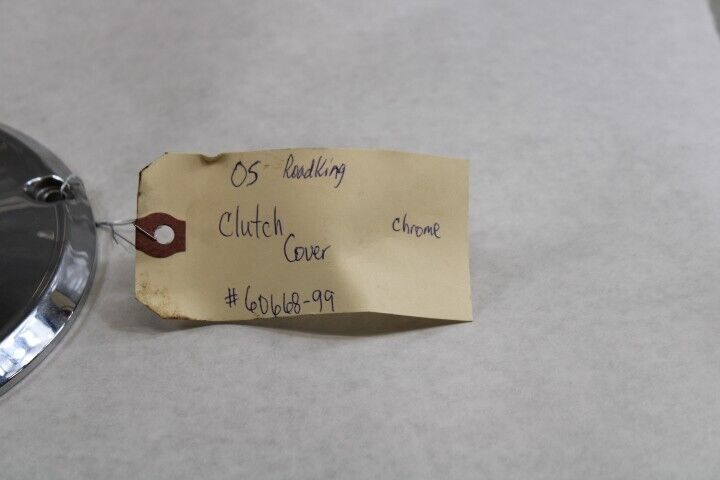 05 RoadKing
Clutch Chrome
Cover
#60668-99